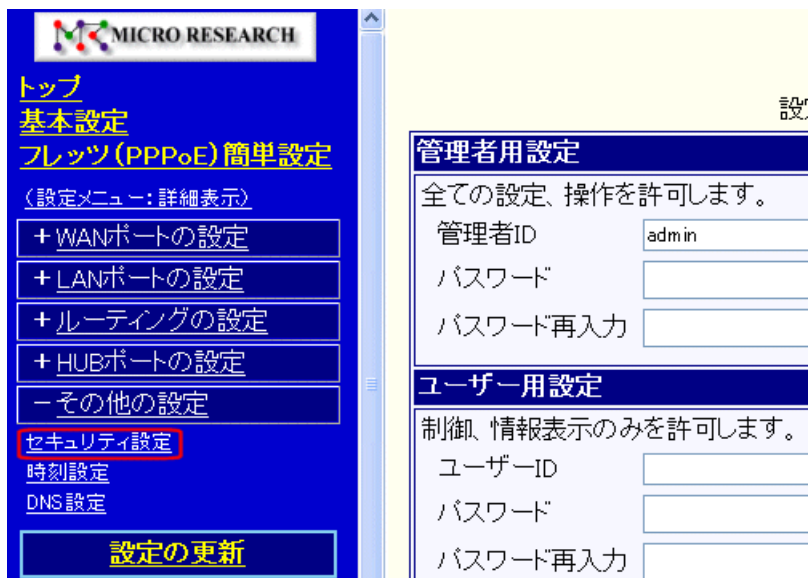 MICRO RESEARCH
トップ
基本設定
フレッツ(PPPoE)簡単設定
(設定メニュー:詳細表示)
+WANポートの設定
+LANポートの設定
+ルーティングの設定
+HUBポートの設定
−その他の設定
セキュリティ設定
時刻設定
DNS設定
設定の更新
設
管理者用設定
全ての設定、操作を許可します。
管理者ID
admin
パスワード
パスワード再入力
ユーザー用設定
制御、情報表示のみを許可します。
ユーザーID
パスワード
パスワード再入力